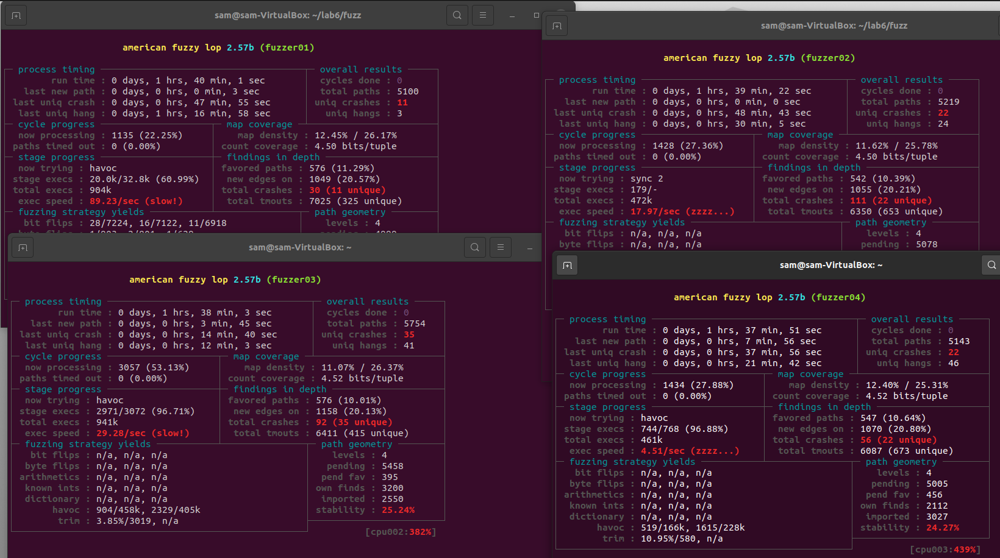 sam@sam-VirtualBox: ~/lab6/fuzz
american fuzzy lop 2.57b (fuzzer01)
process timing
run time : 0 days, 1 hrs, 40 min, 1 sec
last new path : 0 days, 0 hrs, 0 min, 3 sec
last uniq crash : 0 days, 0 hrs, 47 min, 55 sec
last uniq hang : 0 days, 1 hrs, 16 min, 58 sec
overall results
cycles done : 0
total paths : 5100
uniq crashes : 11
uniq hangs : 3
cycle progress
now processing : 1135 (22.25%)
paths timed out : 0 (0.00%)
map coverage
map density : 12.45% / 26.17%
count coverage : 4.50 bits/tuple
stage progress
now trying : havoc
stage execs : 20.0k/32.8k (60.99%)
total execs : 904k
exec speed : 89.23/sec (slow!)
findings in depth
favored paths : 576 (11.29%)
new edges on : 1049 (20.57%)
total crashes : 30 (11 unique)
total tmouts : 7025 (325 unique)
fuzzing strategy yields
bit flips : 28/7224, 16/7122, 11/6918
path geometry
levels : 4
sam@sam-VirtualBox: ~/lab6/fuzz
american fuzzy lop 2.57b (fuzzer02)
process timing
run time : 0 days, 1 hrs, 39 min, 22 sec
last new path : 0 days, 0 hrs, 0 min, 0 sec
last uniq crash : 0 days, 0 hrs, 48 min, 43 sec
last uniq hang : 0 days, 0 hrs, 30 min, 5 sec
overall results
cycles done : 0
total paths : 5219
uniq crashes : 22
uniq hangs : 24
cycle progress
now processing : 1428 (27.36%)
paths timed out : 0 (0.00%)
map coverage
map density : 11.62% / 25.78%
count coverage : 4.50 bits/tuple
stage progress
now trying : sync 2
stage execs : 179/-
total execs : 472k
exec speed : 17.97/sec (zzzz...)
findings in depth
favored paths : 542 (10.39%)
new edges on : 1055 (20.21%)
total crashes : 111 (22 unique)
total tmouts : 6350 (653 unique)
fuzzing strategy yields
bit flips : n/a, n/a, n/a
byte flips : n/a, n/a, n/a
path geometry
levels : 4
pending : 5078
sam@sam-VirtualBox: ~
american fuzzy lop 2.57b (fuzzer03)
process timing
run time : 0 days, 1 hrs, 38 min, 3 sec
last new path : 0 days, 0 hrs, 3 min, 45 sec
last uniq crash : 0 days, 0 hrs, 14 min, 40 sec
last uniq hang : 0 days, 0 hrs, 12 min, 3 sec
overall results
cycles done : 0
total paths : 5754
uniq crashes : 35
uniq hangs : 41
cycle progress
now processing : 3057 (53.13%)
paths timed out : 0 (0.00%)
map coverage
map density : 11.07% / 26.37%
count coverage : 4.52 bits/tuple
stage progress
now trying : havoc
stage execs : 2971/3072 (96.71%)
total execs : 941k
exec speed : 29.28/sec (slow!)
findings in depth
favored paths : 576 (10.01%)
new edges on : 1158 (20.13%)
total crashes : 92 (35 unique)
total tmouts : 6411 (415 unique)
fuzzing strategy yields
bit flips : n/a, n/a, n/a
byte flips : n/a, n/a, n/a
arithmetics : n/a, n/a, n/a
known ints : n/a, n/a, n/a
dictionary : n/a, n/a, n/a
havoc : 904/458k, 2329/405k
trim : 3.85%/3019, n/a
path geometry
levels : 4
pending : 5458
pend fav : 395
own finds : 3200
imported : 2550
stability : 25.24%
[cpu002:382%]
sam@sam-VirtualBox: ~
american fuzzy lop 2.57b (fuzzer04)
process timing
run time : 0 days, 1 hrs, 37 min, 51 sec
last new path : 0 days, 0 hrs, 7 min, 56 sec
last uniq crash : 0 days, 0 hrs, 37 min, 56 sec
last uniq hang : 0 days, 0 hrs, 21 min, 42 sec
overall results
cycles done : 0
total paths : 5143
uniq crashes : 22
uniq hangs : 46
cycle progress
now processing : 1434 (27.88%)
paths timed out : 0 (0.00%)
map coverage
map density : 12.40% / 25.31%
count coverage : 4.52 bits/tuple
stage progress
now trying : havoc
stage execs : 744/768 (96.88%)
total execs : 461k
exec speed : 4.51/sec (zzzz...)
findings in depth
favored paths : 547 (10.64%)
new edges on : 1070 (20.80%)
total crashes : 56 (22 unique)
total tmouts : 6087 (673 unique)
fuzzing strategy yields
bit flips : n/a, n/a, n/a
byte flips : n/a, n/a, n/a
arithmetics : n/a, n/a, n/a
known ints : n/a, n/a, n/a
dictionary : n/a, n/a, n/a
havoc : 519/166k, 1615/228k
trim : 10.95%/580, n/a
path geometry
levels : 4
pending : 5005
pend fav : 456
own finds : 2112
imported : 3027
stability : 24.27%
[cpu003:439%]